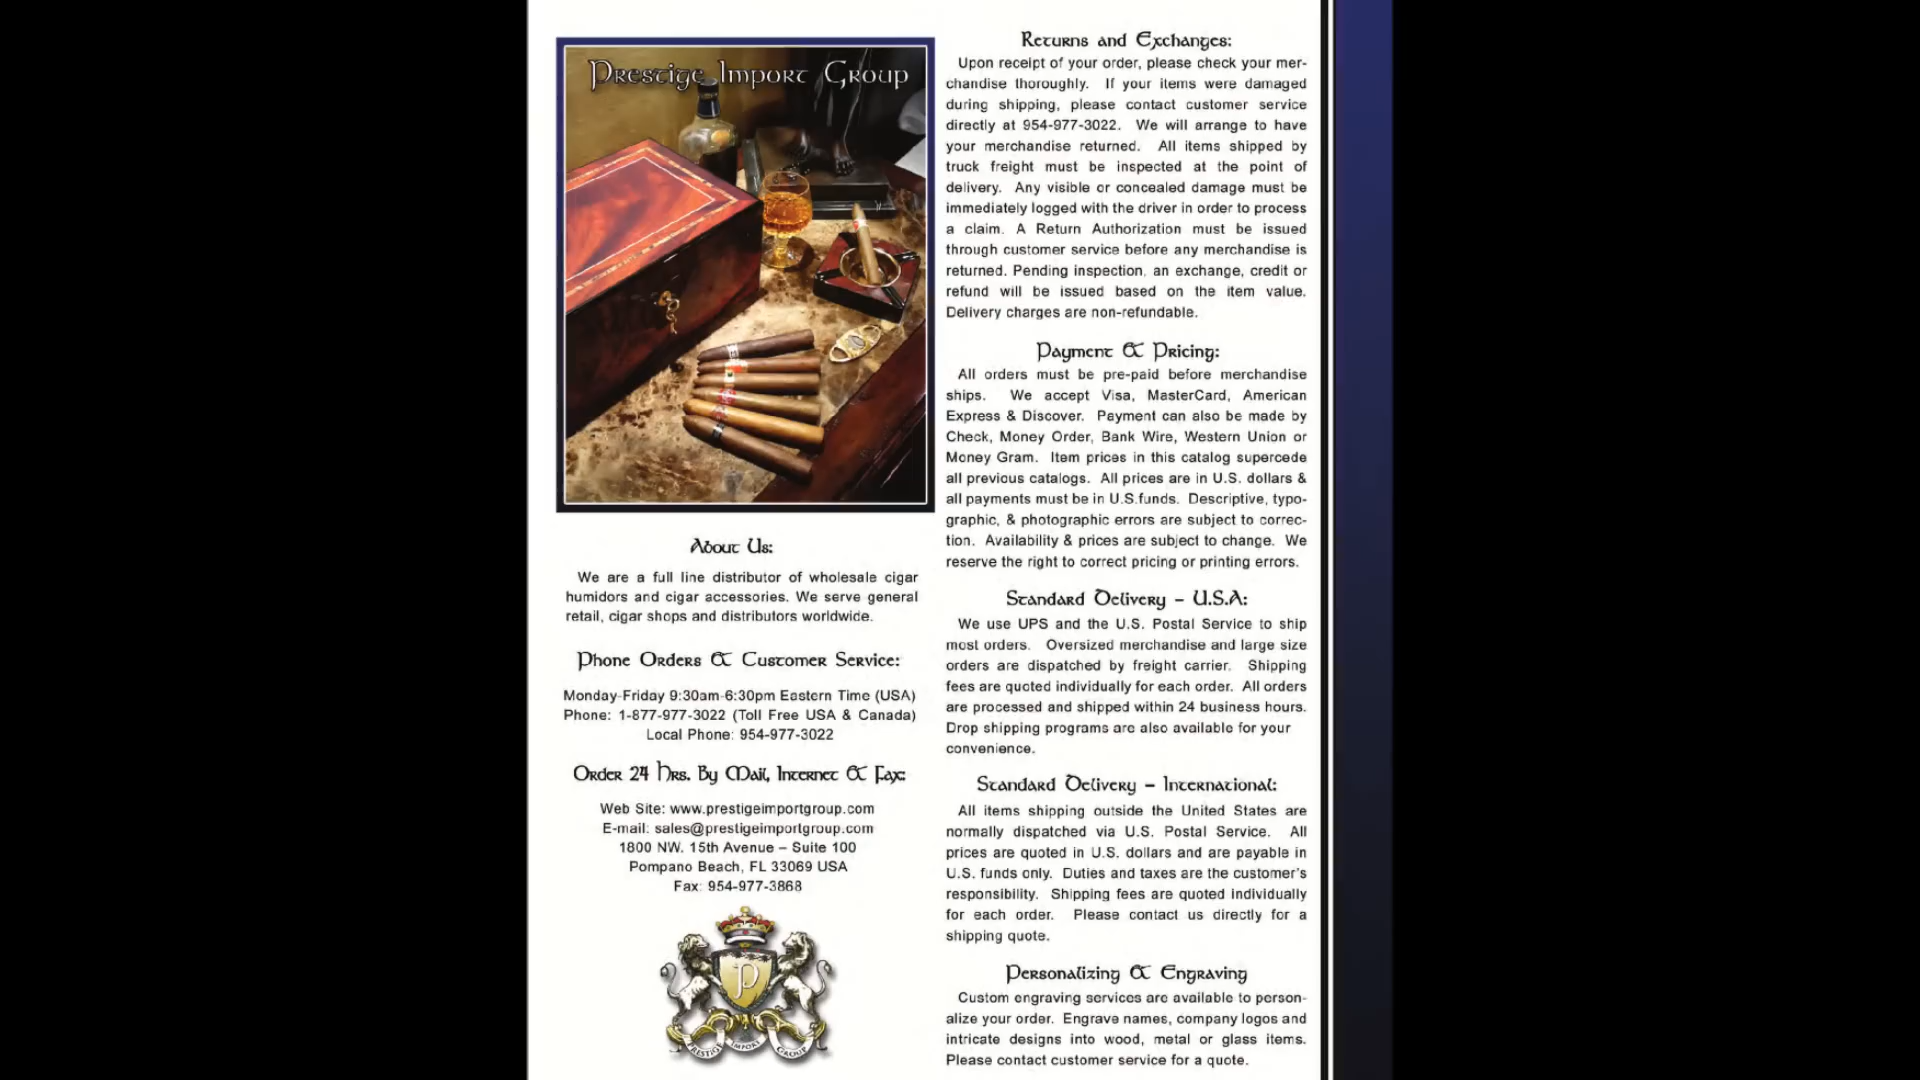 Prestige Import Group
About Us:
We are a full line distributor of wholesale cigar
humidors and cigar accessories. We serve general
retail, cigar shops and distributors worldwide.
Phone Orders & Customer Service:
Monday-Friday 9:30am-6:30pm Eastern Time (USA)
Phone: 1-877-977-3022 (Toll Free USA & Canada)
Local Phone: 954-977-3022
Order 24 Hrs. By Mail, Internet & Fax:
Web Site: www.prestigeimportgroup.com
E-mail: sales@prestigeimportgroup.com
1800 NW. 15th Avenue – Suite 100
Pompano Beach, FL 33069 USA
Fax: 954-977-3868
P
PRESTIGE IMPORT GROUP
Returns and Exchanges:
Upon receipt of your order, please check your mer-
chandise thoroughly. If your items were damaged
during shipping, please contact customer service
directly at 954-977-3022. We will arrange to have
your merchandise returned. All items shipped by
truck freight must be inspected at the point of
delivery. Any visible or concealed damage must be
immediately logged with the driver in order to process
a claim. A Return Authorization must be issued
through customer service before any merchandise is
returned. Pending inspection, an exchange, credit or
refund will be issued based on the item value.
Delivery charges are non-refundable.
Payment & Pricing:
All orders must be pre-paid before merchandise
ships. We accept Visa, MasterCard, American
Express & Discover. Payment can also be made by
Check, Money Order, Bank Wire, Western Union or
Money Gram. Item prices in this catalog supercede
all previous catalogs. All prices are in U.S. dollars &
all payments must be in U.S.funds. Descriptive, typo-
graphic, & photographic errors are subject to correc-
tion. Availability & prices are subject to change. We
reserve the right to correct pricing or printing errors.
Standard Delivery – U.S.A:
We use UPS and the U.S. Postal Service to ship
most orders. Oversized merchandise and large size
orders are dispatched by freight carrier. Shipping
fees are quoted individually for each order. All orders
are processed and shipped within 24 business hours.
Drop shipping programs are also available for your
convenience.
Standard Delivery – International:
All items shipping outside the United States are
normally dispatched via U.S. Postal Service. All
prices are quoted in U.S. dollars and are payable in
U.S. funds only. Duties and taxes are the customer's
responsibility. Shipping fees are quoted individually
for each order. Please contact us directly for a
shipping quote.
Personalizing & Engraving
Custom engraving services are available to person-
alize your order. Engrave names, company logos and
intricate designs into wood, metal or glass items.
Please contact customer service for a quote.